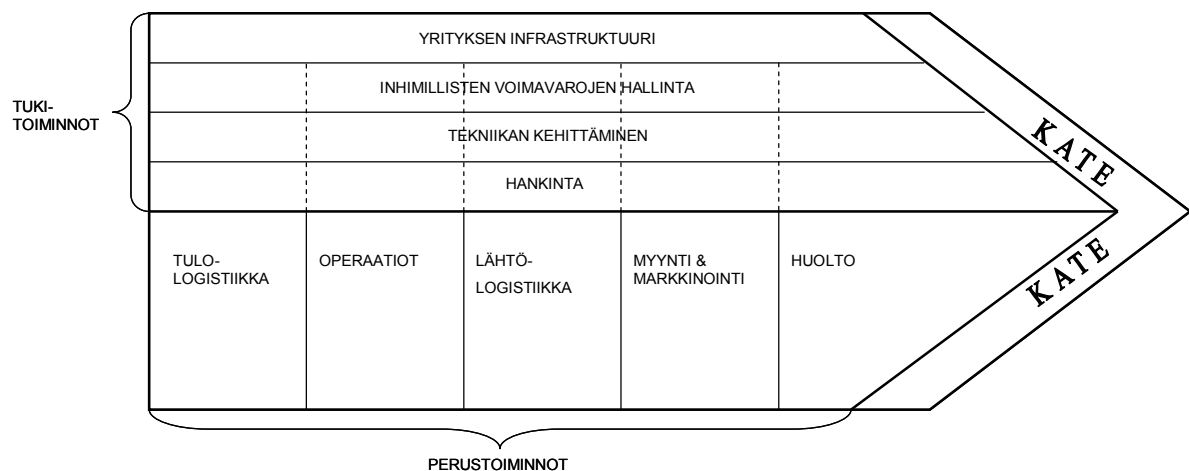 YRITYKSEN INFRASTRUKTUURI
INHIMILLISTEN VOIMAVAROJEN HALLINTA
TUKI-
TOIMINNOT
TEKNIIKAN KEHITTÄMINEN
HANKINTA
KATE
TULO-
LOGISTIIKKA
OPERAATIOT
LÄHTÖ-
LOGISTIIKKA
MYYNTI &
MARKKINOINTI
HUOLTO
KATE
PERUSTOIMINNOT